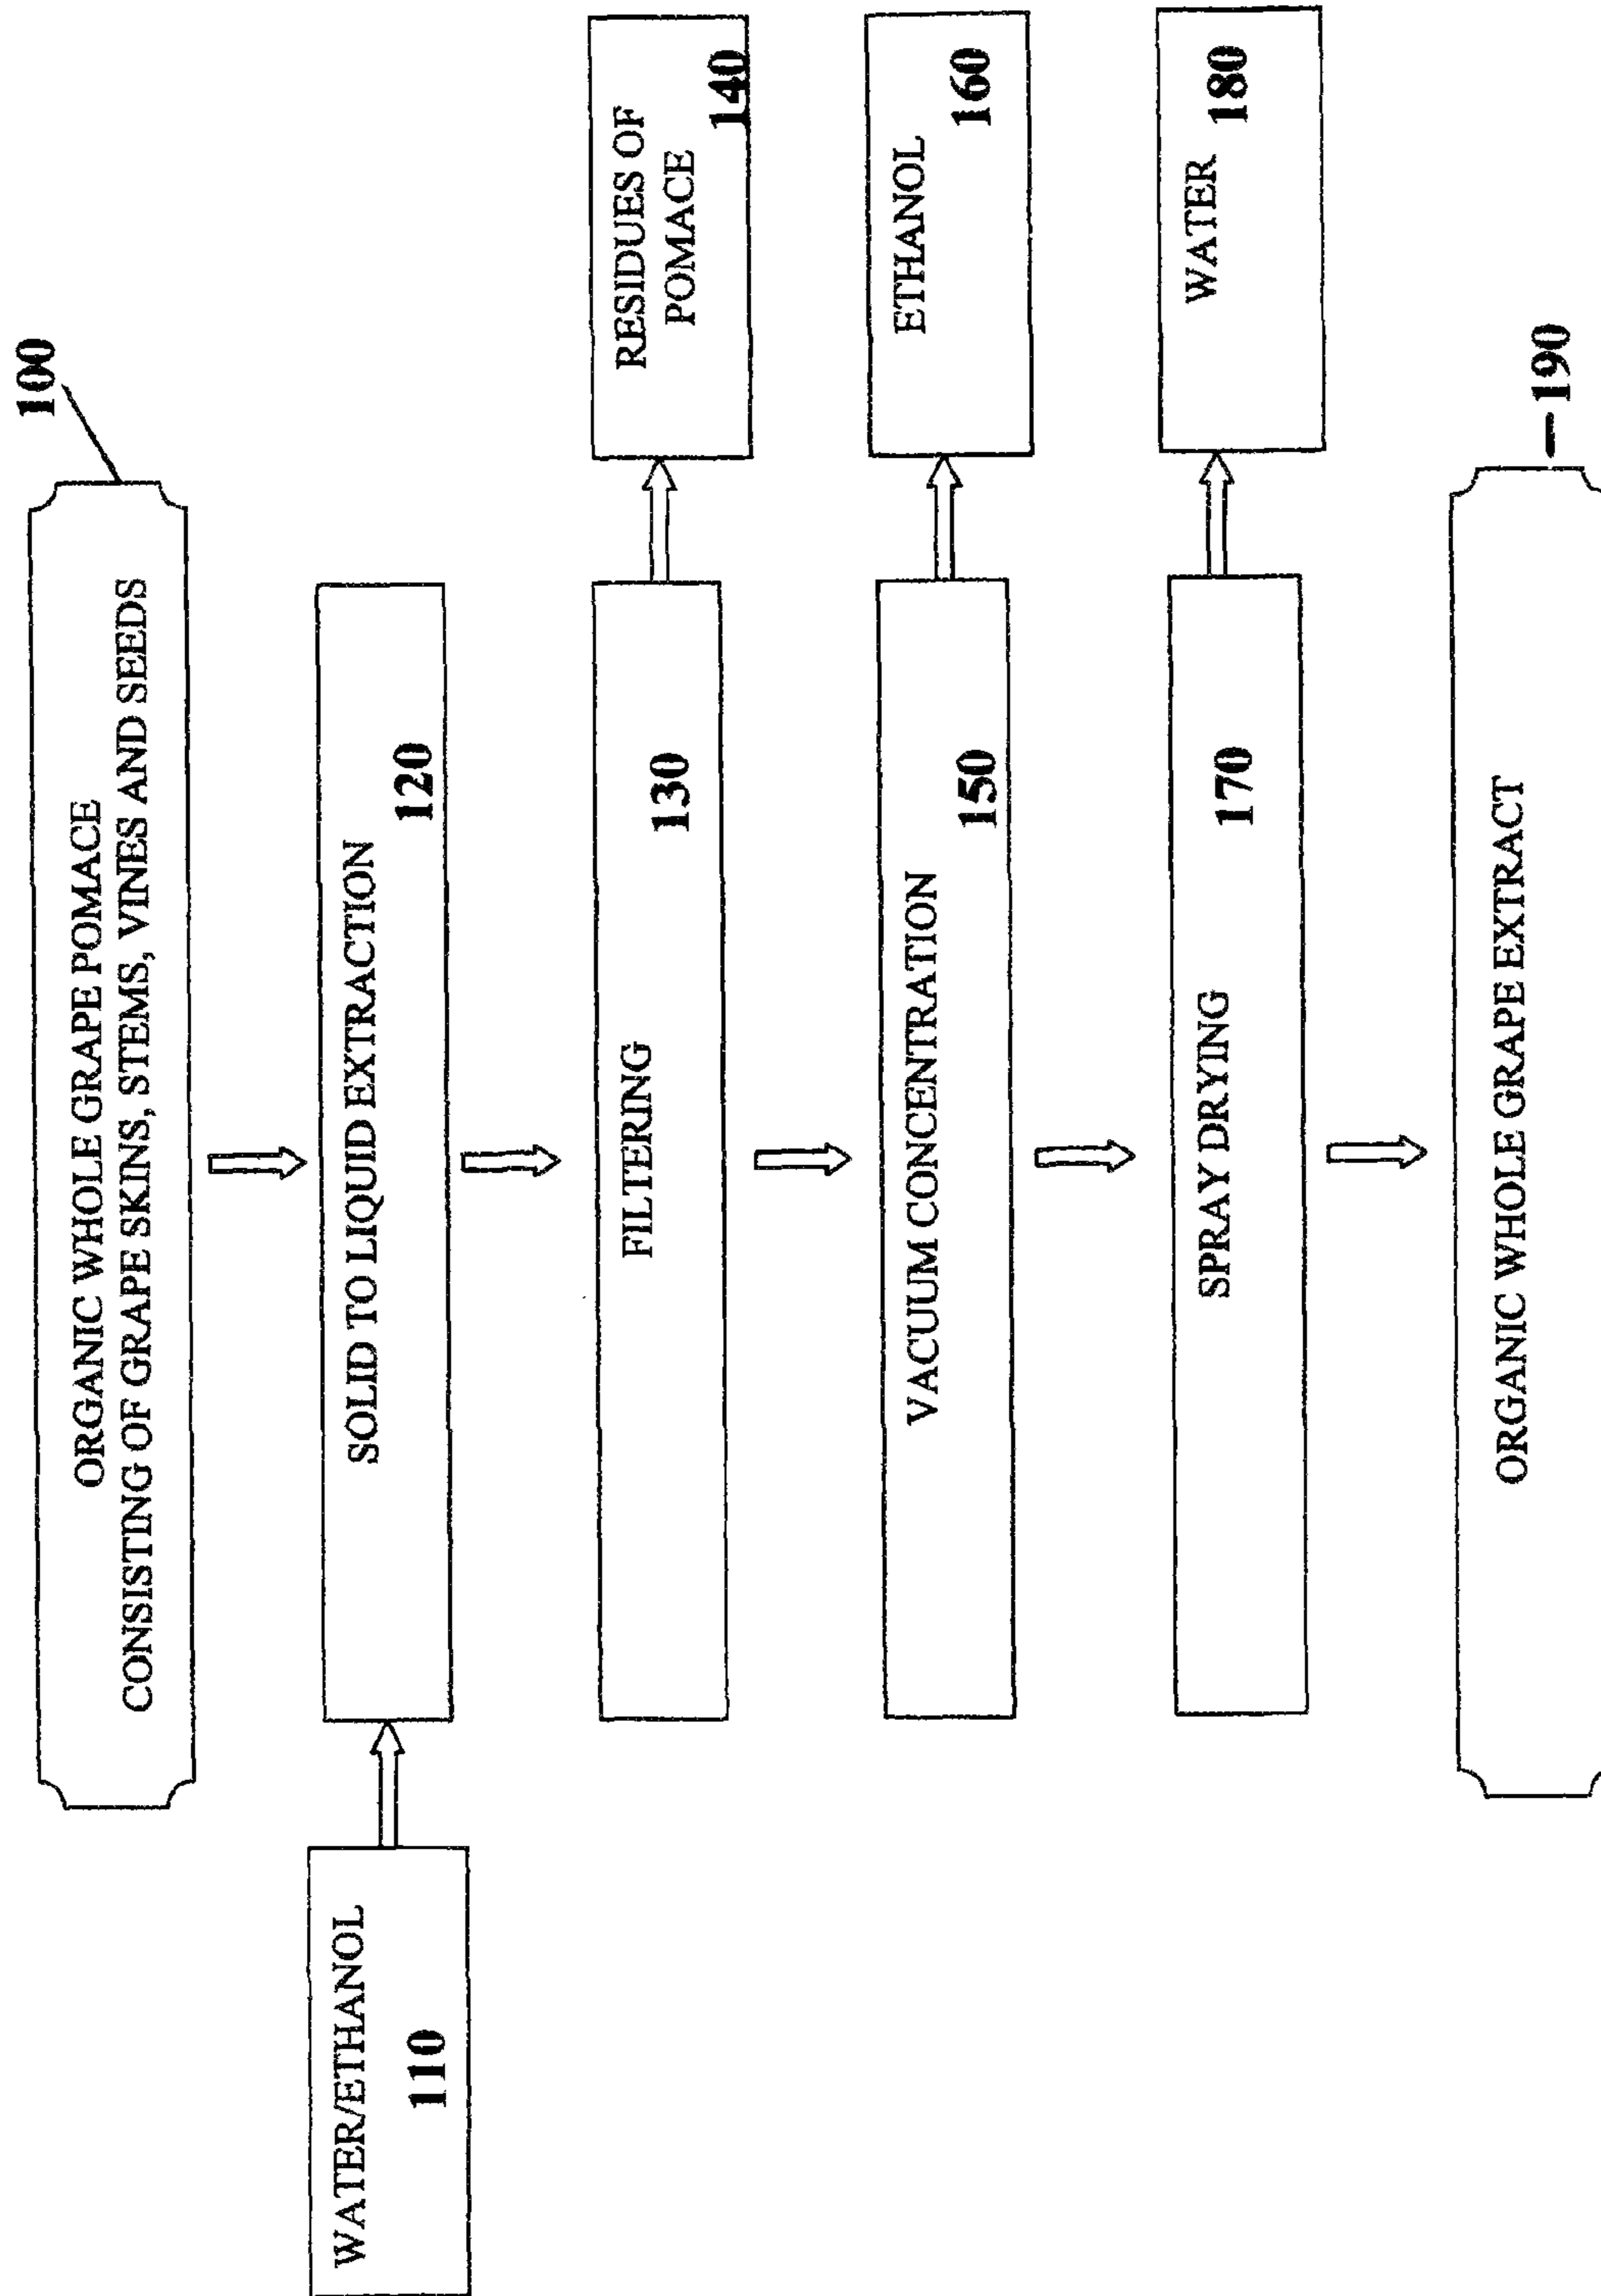 100
ORGANIC WHOLE GRAPE POMACE
CONSISTING OF GRAPE SKINS, STEMS, VINES AND SEEDS
WATER/ETHANOL
110
SOLID TO LIQUID EXTRACTION
120
FILTERING
130
RESIDUES OF
POMACE
140
VACUUM CONCENTRATION
150
ETHANOL
160
SPRAY DRYING
170
WATER
180
ORGANIC WHOLE GRAPE EXTRACT
190